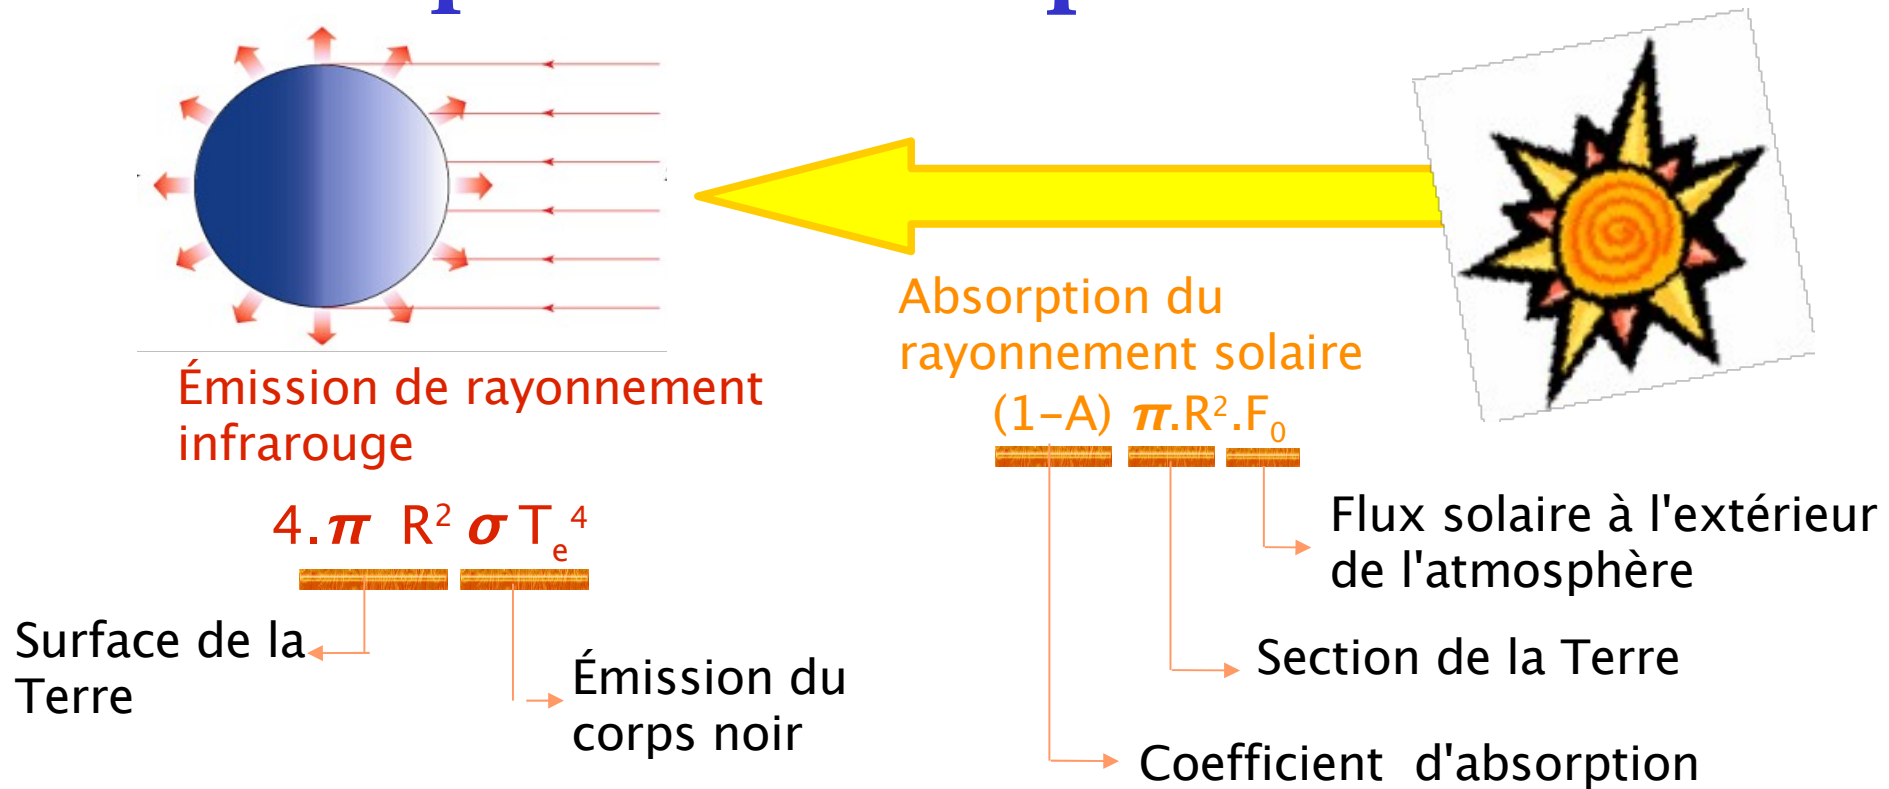 Émission de rayonnement
infrarouge
4.π R² σ Tₑ⁴
Surface de la
Terre
Émission du
corps noir
Absorption du
rayonnement solaire
(1-A) π.R².F₀
Flux solaire à l'extérieur
de l'atmosphère
Section de la Terre
Coefficient d'absorption